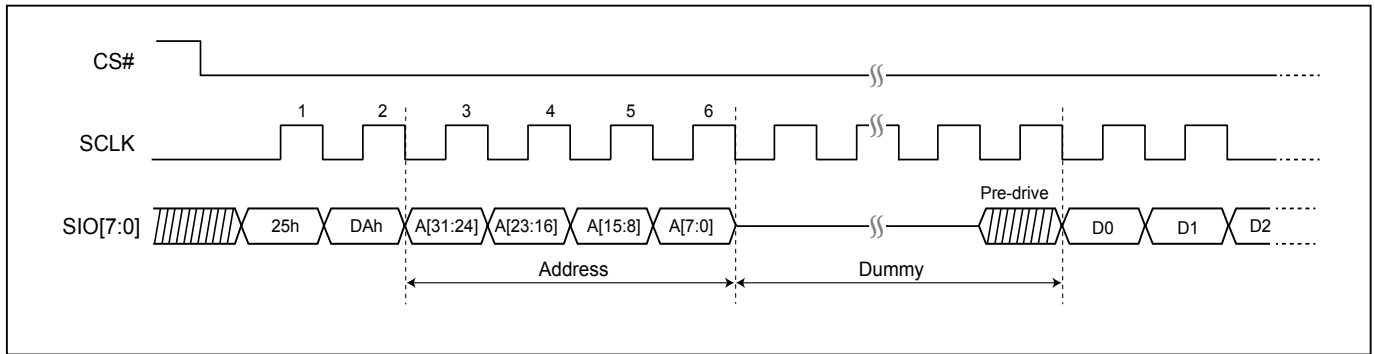 CS#
1 2 3 4 5 6
SCLK
Pre-drive
SIO[7:0] 25h DAh A[31:24] A[23:16] A[15:8] A[7:0] D0 D1 D2
Address Dummy